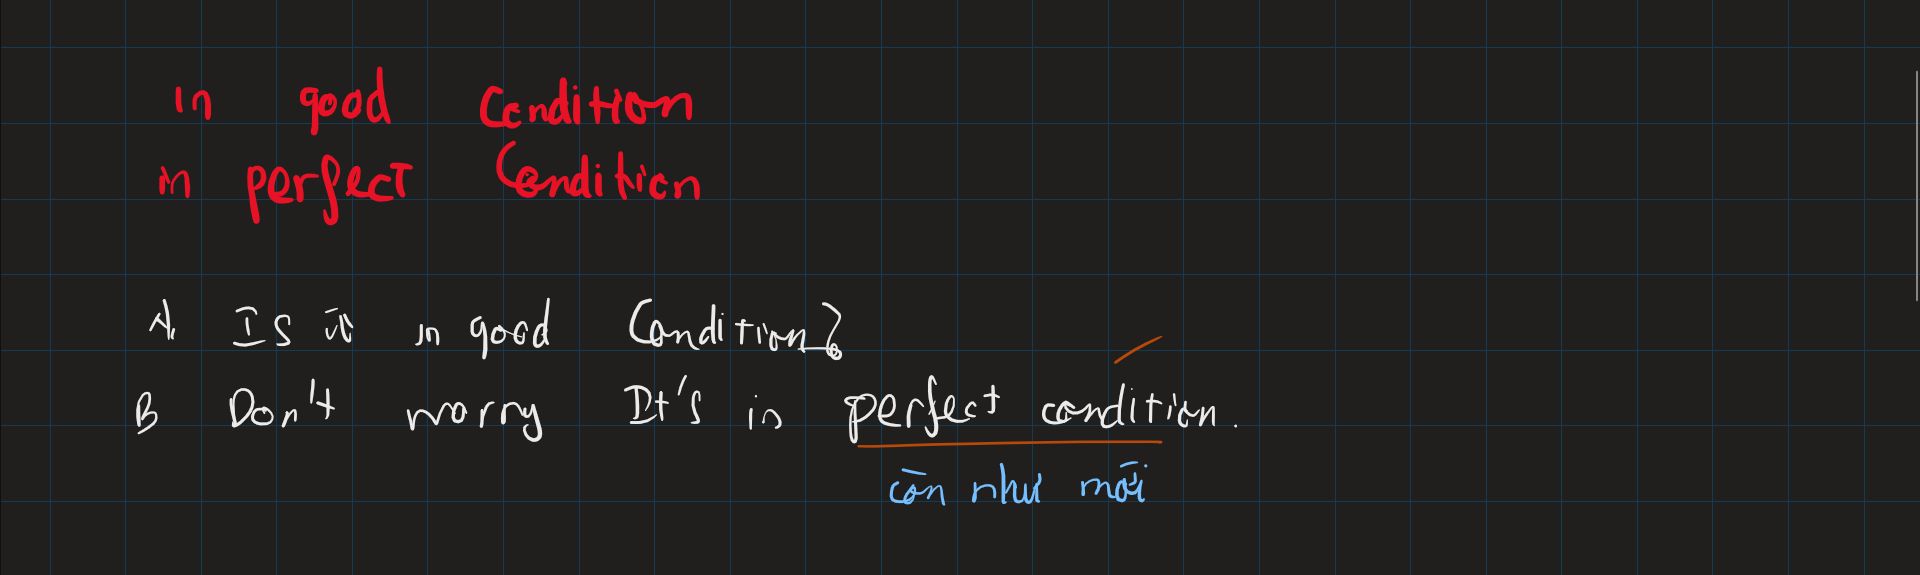 in good condition
in perfect condition
A. Is it in good condition?
B Don't worry It's in perfect condition.
còn như mới